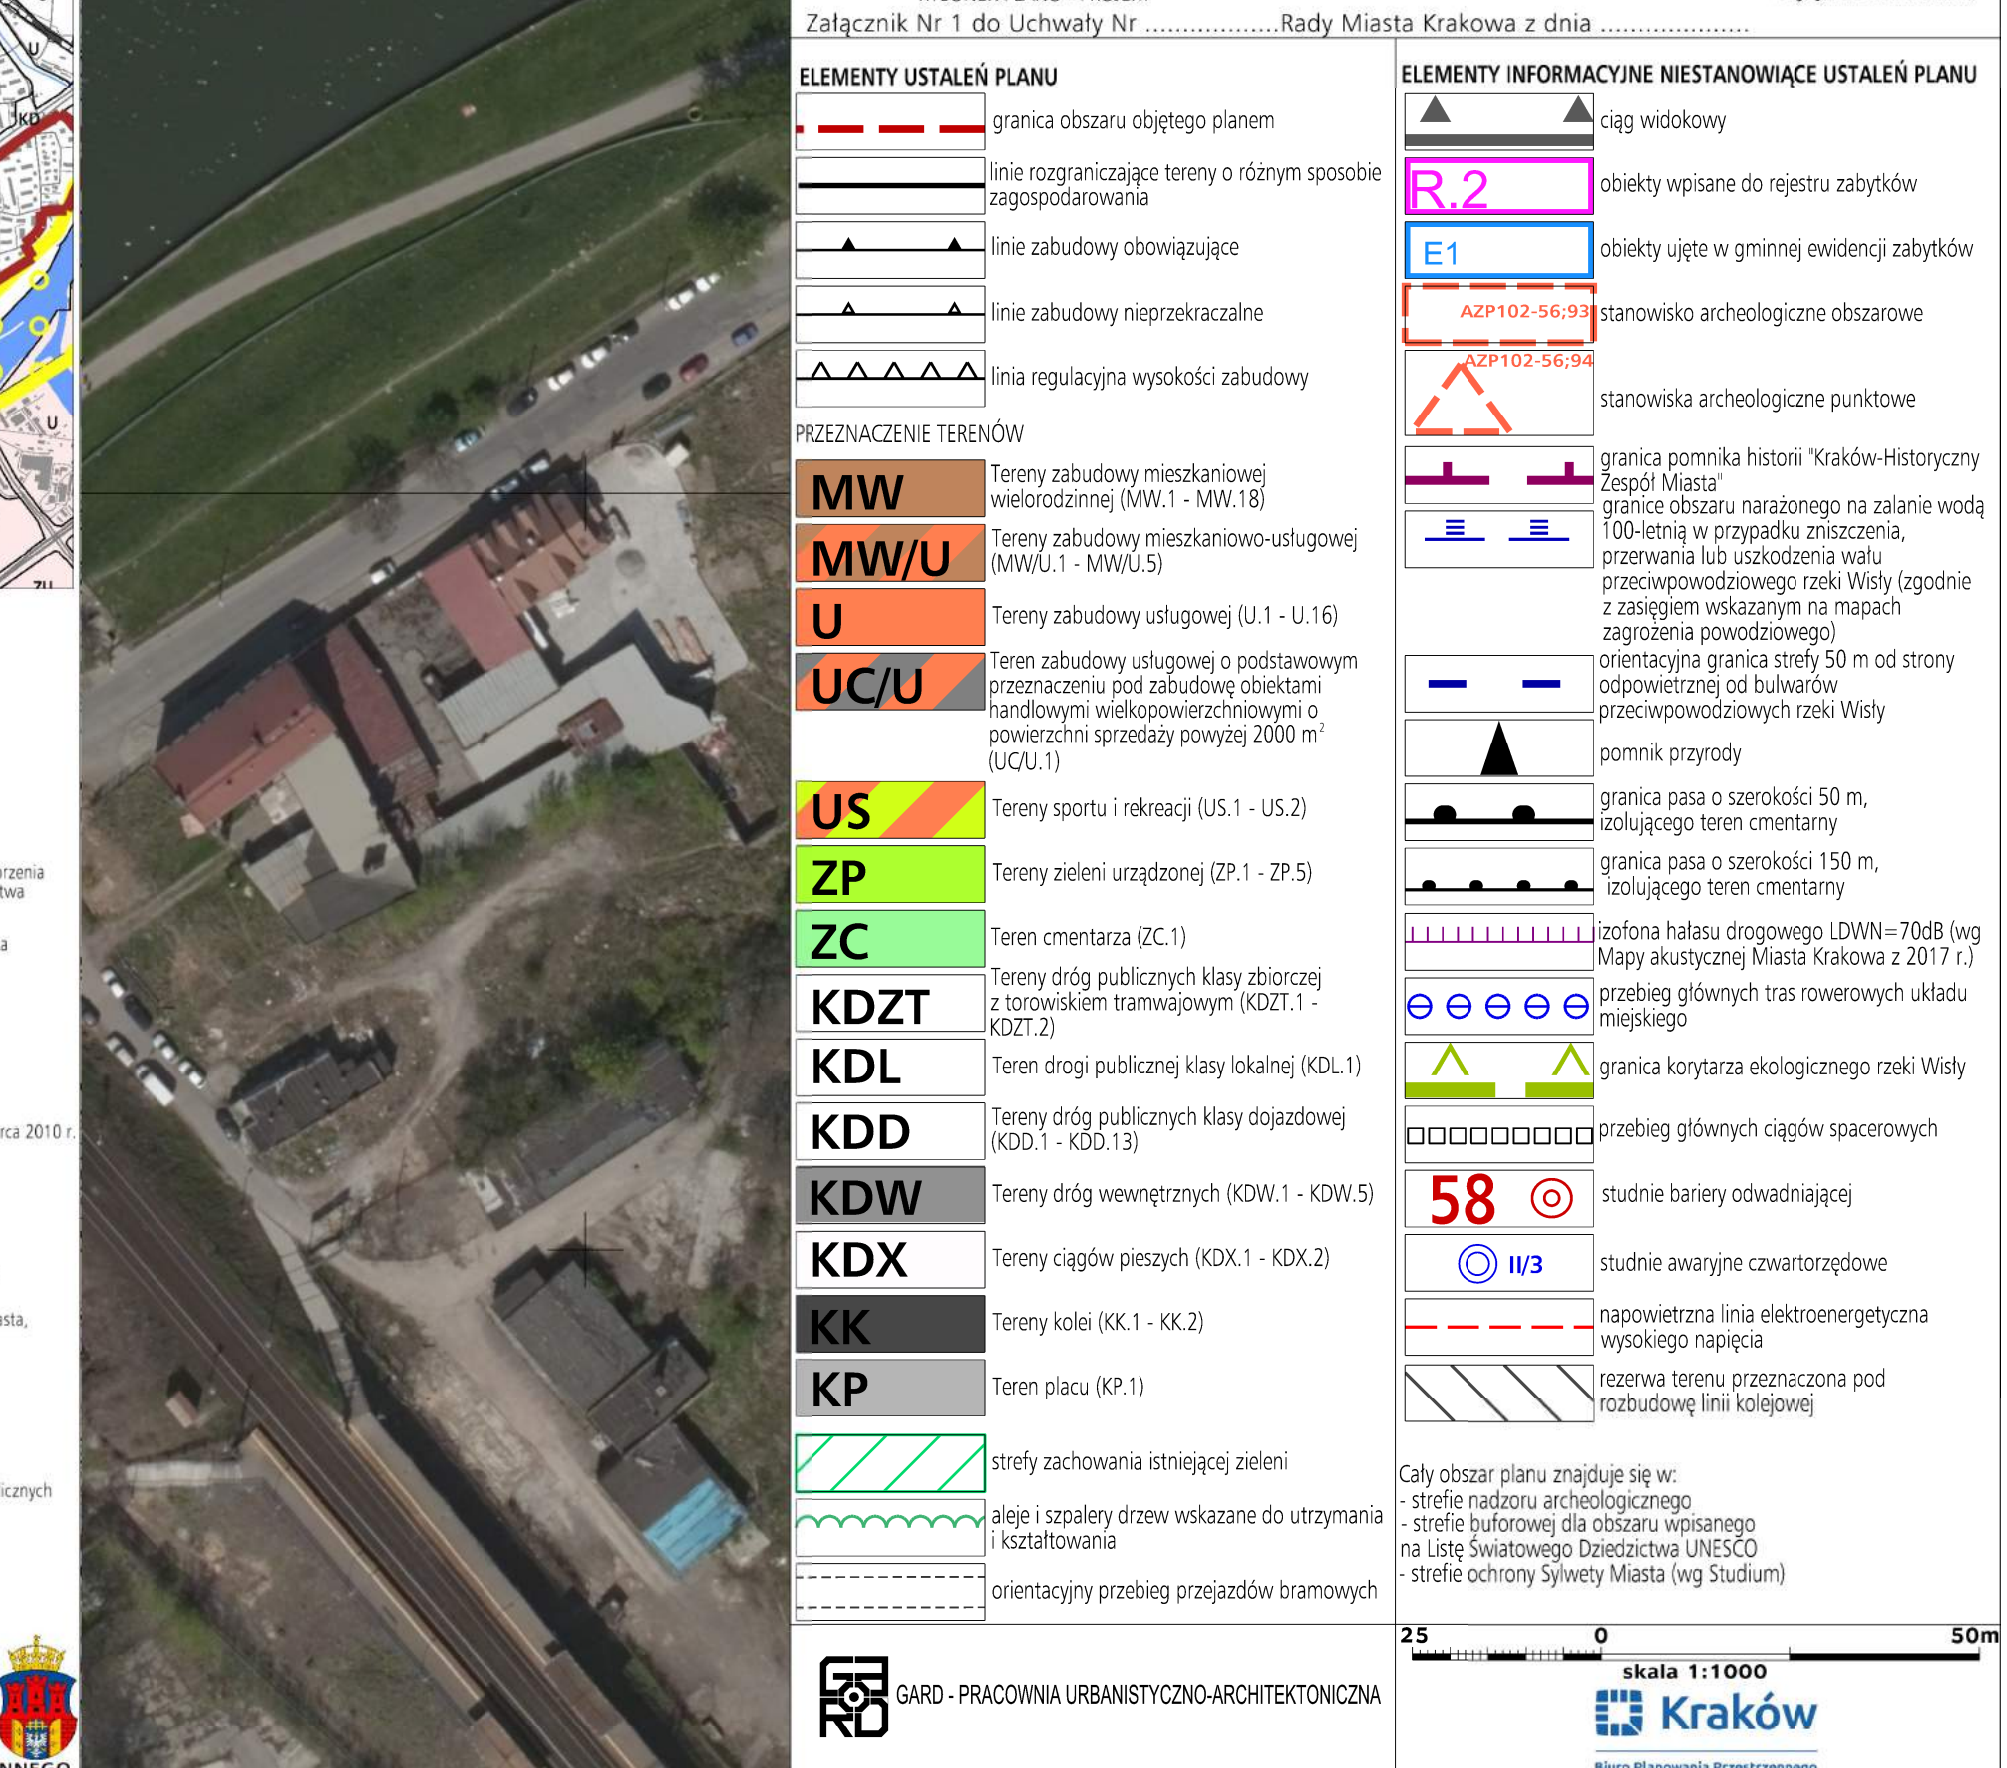 Załącznik Nr 1 do Uchwały Nr ..................Rady Miasta Krakowa z dnia ....................
ELEMENTY USTALEŃ PLANU
granica obszaru objętego planem
linie rozgraniczające tereny o różnym sposobie
zagospodarowania
linie zabudowy obowiązujące
linie zabudowy nieprzekraczalne
linia regulacyjna wysokości zabudowy
PRZEZNACZENIE TERENÓW
MW
Tereny zabudowy mieszkaniowej
wielorodzinnej (MW.1 - MW.18)
MW/U
Tereny zabudowy mieszkaniowo-usługowej
(MW/U.1 - MW/U.5)
U
Tereny zabudowy usługowej (U.1 - U.16)
UC/U
Teren zabudowy usługowej o podstawowym
przeznaczeniu pod zabudowę obiektami
handlowymi wielkopowierzchniowymi o
powierzchni sprzedaży powyżej 2000 m²
(UC/U.1)
US
Tereny sportu i rekreacji (US.1 - US.2)
ZP
Tereny zieleni urządzonej (ZP.1 - ZP.5)
ZC
Teren cmentarza (ZC.1)
KDZT
Tereny dróg publicznych klasy zbiorczej
z torowiskiem tramwajowym (KDZT.1 -
KDZT.2)
KDL
Teren drogi publicznej klasy lokalnej (KDL.1)
KDD
Tereny dróg publicznych klasy dojazdowej
(KDD.1 - KDD.13)
KDW
Tereny dróg wewnętrznych (KDW.1 - KDW.5)
KDX
Tereny ciągów pieszych (KDX.1 - KDX.2)
KK
Tereny kolei (KK.1 - KK.2)
KP
Teren placu (KP.1)
strefy zachowania istniejącej zieleni
aleje i szpalery drzew wskazane do utrzymania
i kształtowania
orientacyjny przebieg przejazdów bramowych
GARD - PRACOWNIA URBANISTYCZNO-ARCHITEKTONICZNA
ELEMENTY INFORMACYJNE NIESTANOWIĄCE USTALEŃ PLANU
ciąg widokowy
R.2
obiekty wpisane do rejestru zabytków
E1
obiekty ujęte w gminnej ewidencji zabytków
AZP102-56;93
stanowisko archeologiczne obszarowe
AZP102-56;94
stanowiska archeologiczne punktowe
granica pomnika historii "Kraków-Historyczny
Zespół Miasta"
granice obszaru narażonego na zalanie wodą
100-letnią w przypadku zniszczenia,
przerwania lub uszkodzenia wału
przeciwpowodziowego rzeki Wisły (zgodnie
z zasięgiem wskazanym na mapach
zagrożenia powodziowego)
orientacyjna granica strefy 50 m od strony
odpowietrznej od bulwarów
przeciwpowodziowych rzeki Wisły
pomnik przyrody
granica pasa o szerokości 50 m,
izolującego teren cmentarny
granica pasa o szerokości 150 m,
izolującego teren cmentarny
izofona hałasu drogowego LDWN=70dB (wg
Mapy akustycznej Miasta Krakowa z 2017 r.)
przebieg głównych tras rowerowych układu
miejskiego
granica korytarza ekologicznego rzeki Wisły
przebieg głównych ciągów spacerowych
58
studnie bariery odwadniającej
II/3
studnie awaryjne czwartorzędowe
napowietrzna linia elektroenergetyczna
wysokiego napięcia
rezerwa terenu przeznaczona pod
rozbudowę linii kolejowej
Cały obszar planu znajduje się w:
- strefie nadzoru archeologicznego
- strefie buforowej dla obszaru wpisanego
na Listę Światowego Dziedzictwa UNESCO
- strefie ochrony Sylwety Miasta (wg Studium)
25 0 50m
skala 1:1000
Kraków
Biuro Planowania Przestrzennego
U
KD
U
rca 2010 r.